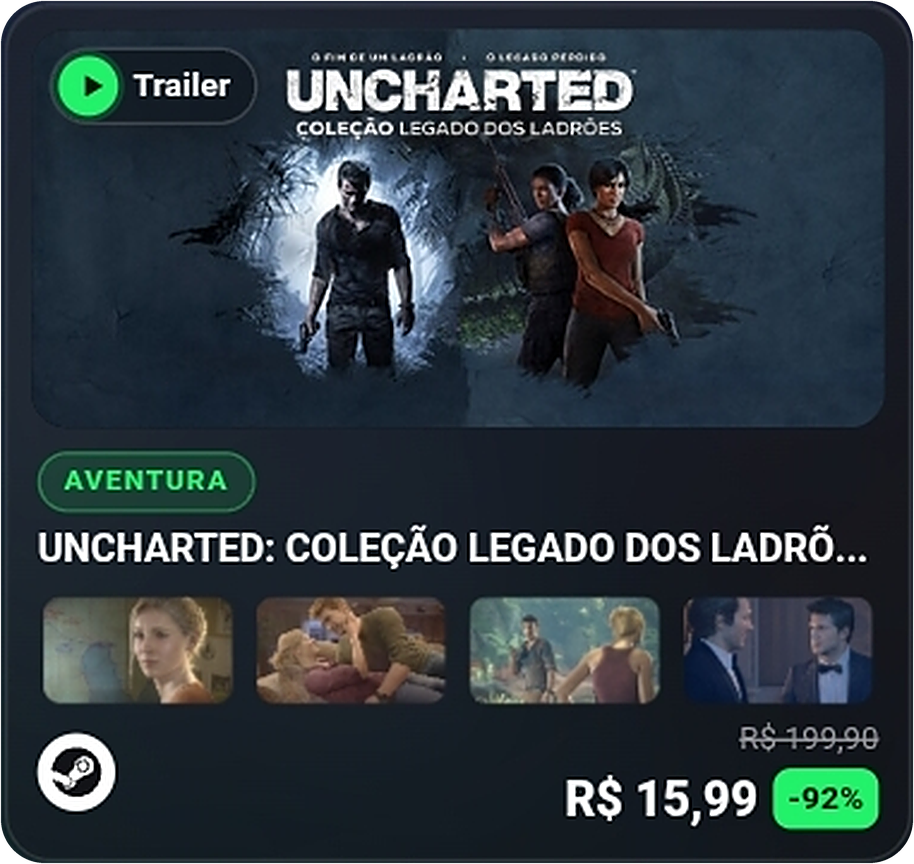 Trailer
O FIM DE UM LADRÃO · O LEGADO PERDIDO
UNCHARTED
COLEÇÃO LEGADO DOS LADRÕES
AVENTURA
UNCHARTED: COLEÇÃO LEGADO DOS LADRÕ...
R$ 199,90
R$ 15,99 -92%